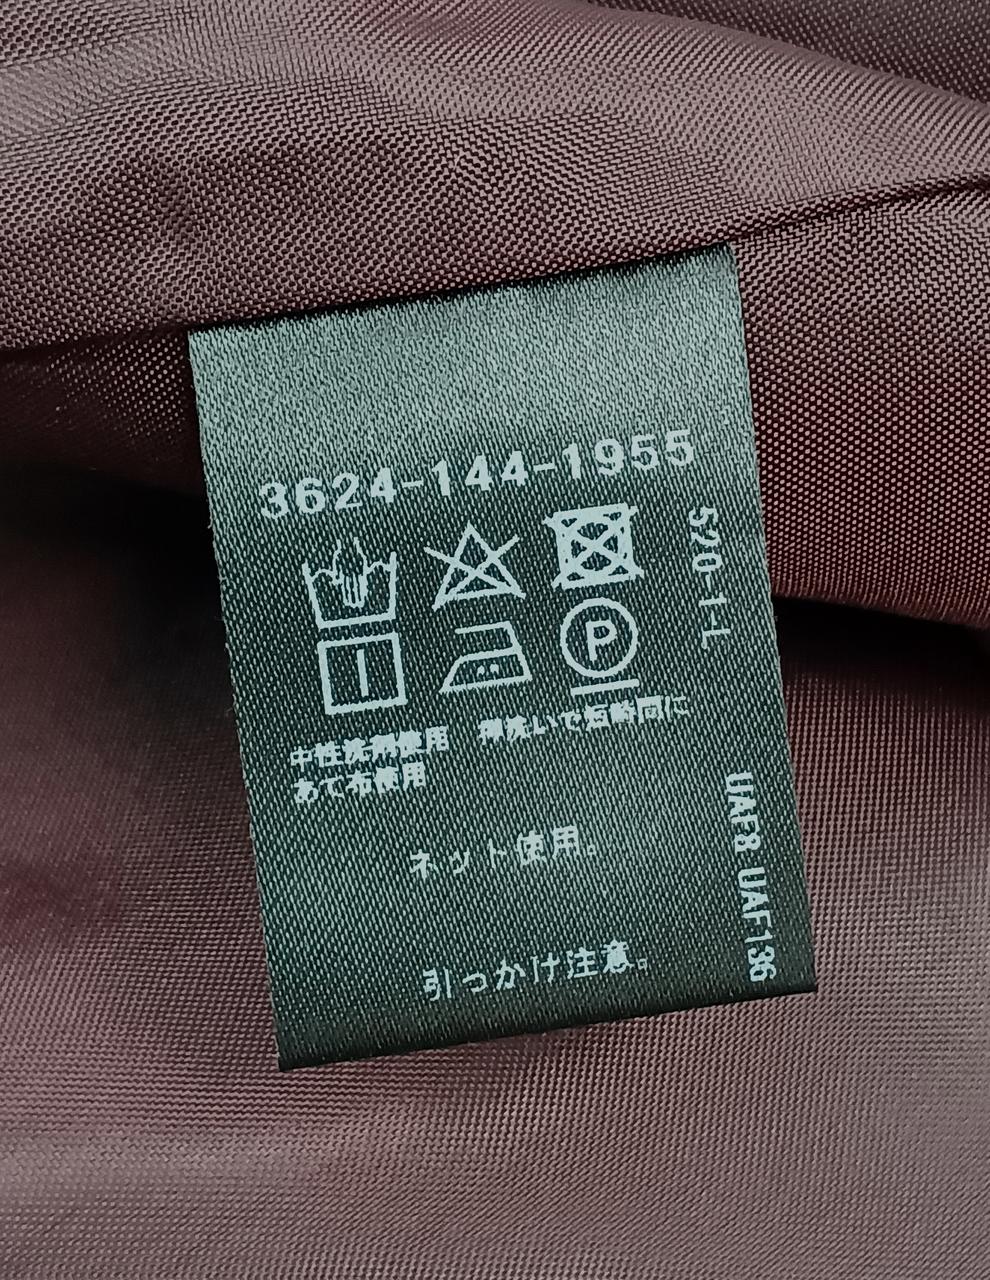 3624-144-1955
520-1-L
P
中性洗剤使用 弱洗いで短時間に
あて布使用
ネット使用。
引っかけ注意。
UAF8 UAF136